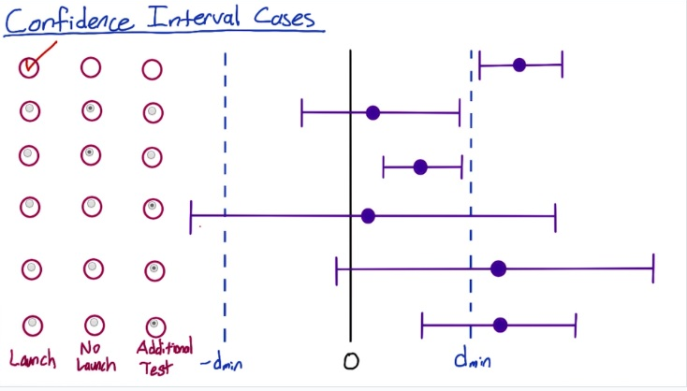 Confidence Interval Cases
Launch
No
Launch
Additional
Test
-dmin
0
dmin